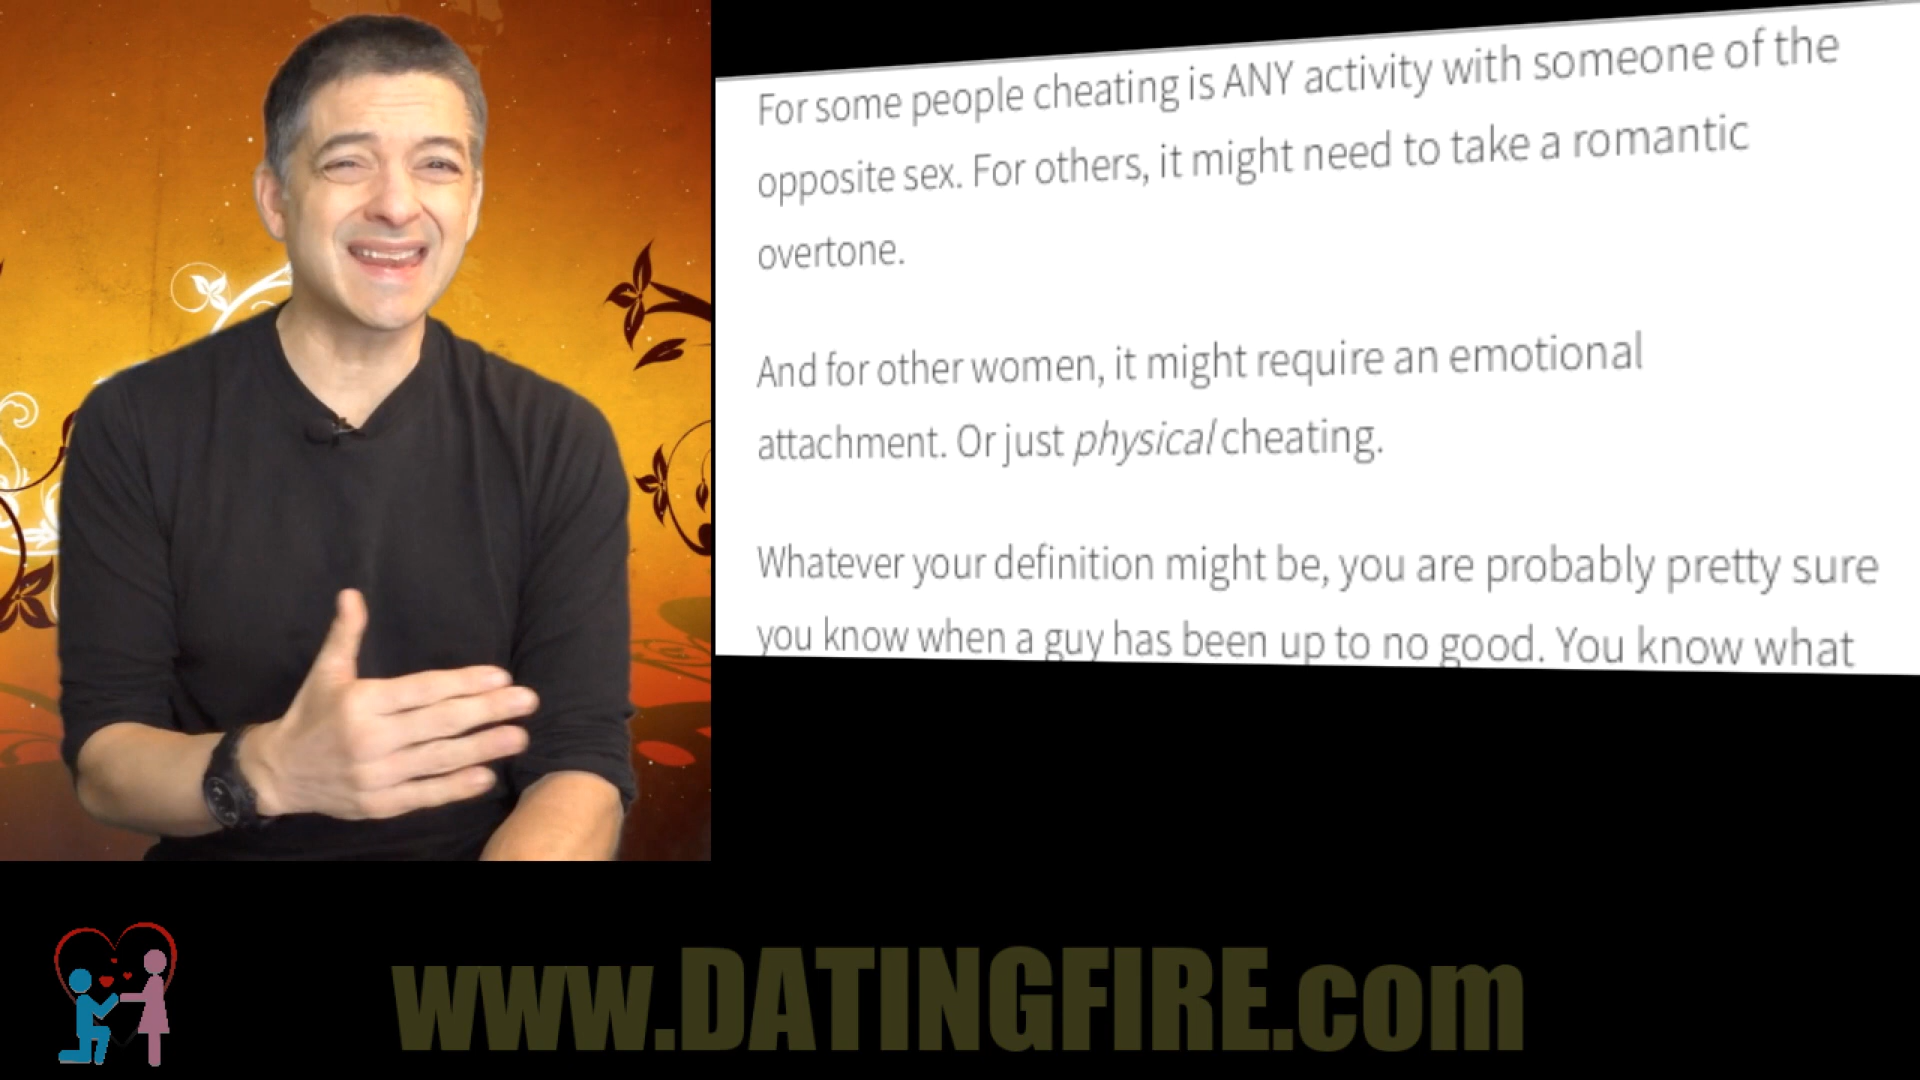 For some people cheating is ANY activity with someone of the
opposite sex. For others, it might need to take a romantic
overtone.
And for other women, it might require an emotional
attachment. Or just physical cheating.
Whatever your definition might be, you are probably pretty sure
you know when a guy has been up to no good. You know what
www.DATINGFIRE.com